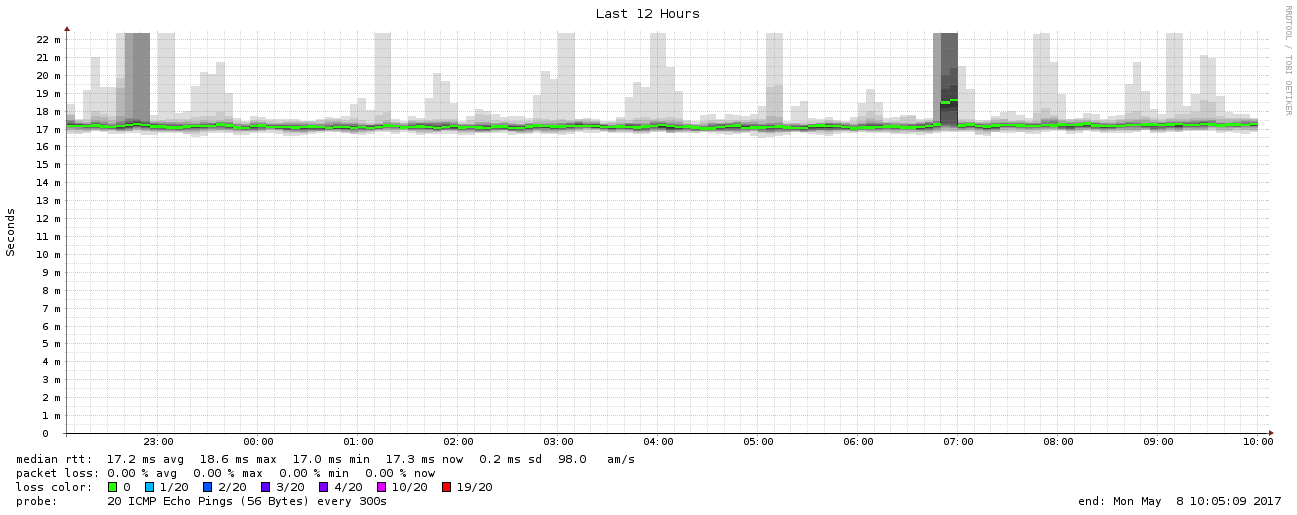 Last 12 Hours
RRDTOOL / TOBI OETIKER
Seconds
22 m
21 m
20 m
19 m
18 m
17 m
16 m
15 m
14 m
13 m
12 m
11 m
10 m
9 m
8 m
7 m
6 m
5 m
4 m
3 m
2 m
1 m
0
23:00 00:00 01:00 02:00 03:00 04:00 05:00 06:00 07:00 08:00 09:00 10:00
median rtt: 17.2 ms avg 18.6 ms max 17.0 ms min 17.3 ms now 0.2 ms sd 98.0 am/s
packet loss: 0.00 % avg 0.00 % max 0.00 % min 0.00 % now
loss color: 0 1/20 2/20 3/20 4/20 10/20 19/20
probe: 20 ICMP Echo Pings (56 Bytes) every 300s end: Mon May 8 10:05:09 2017